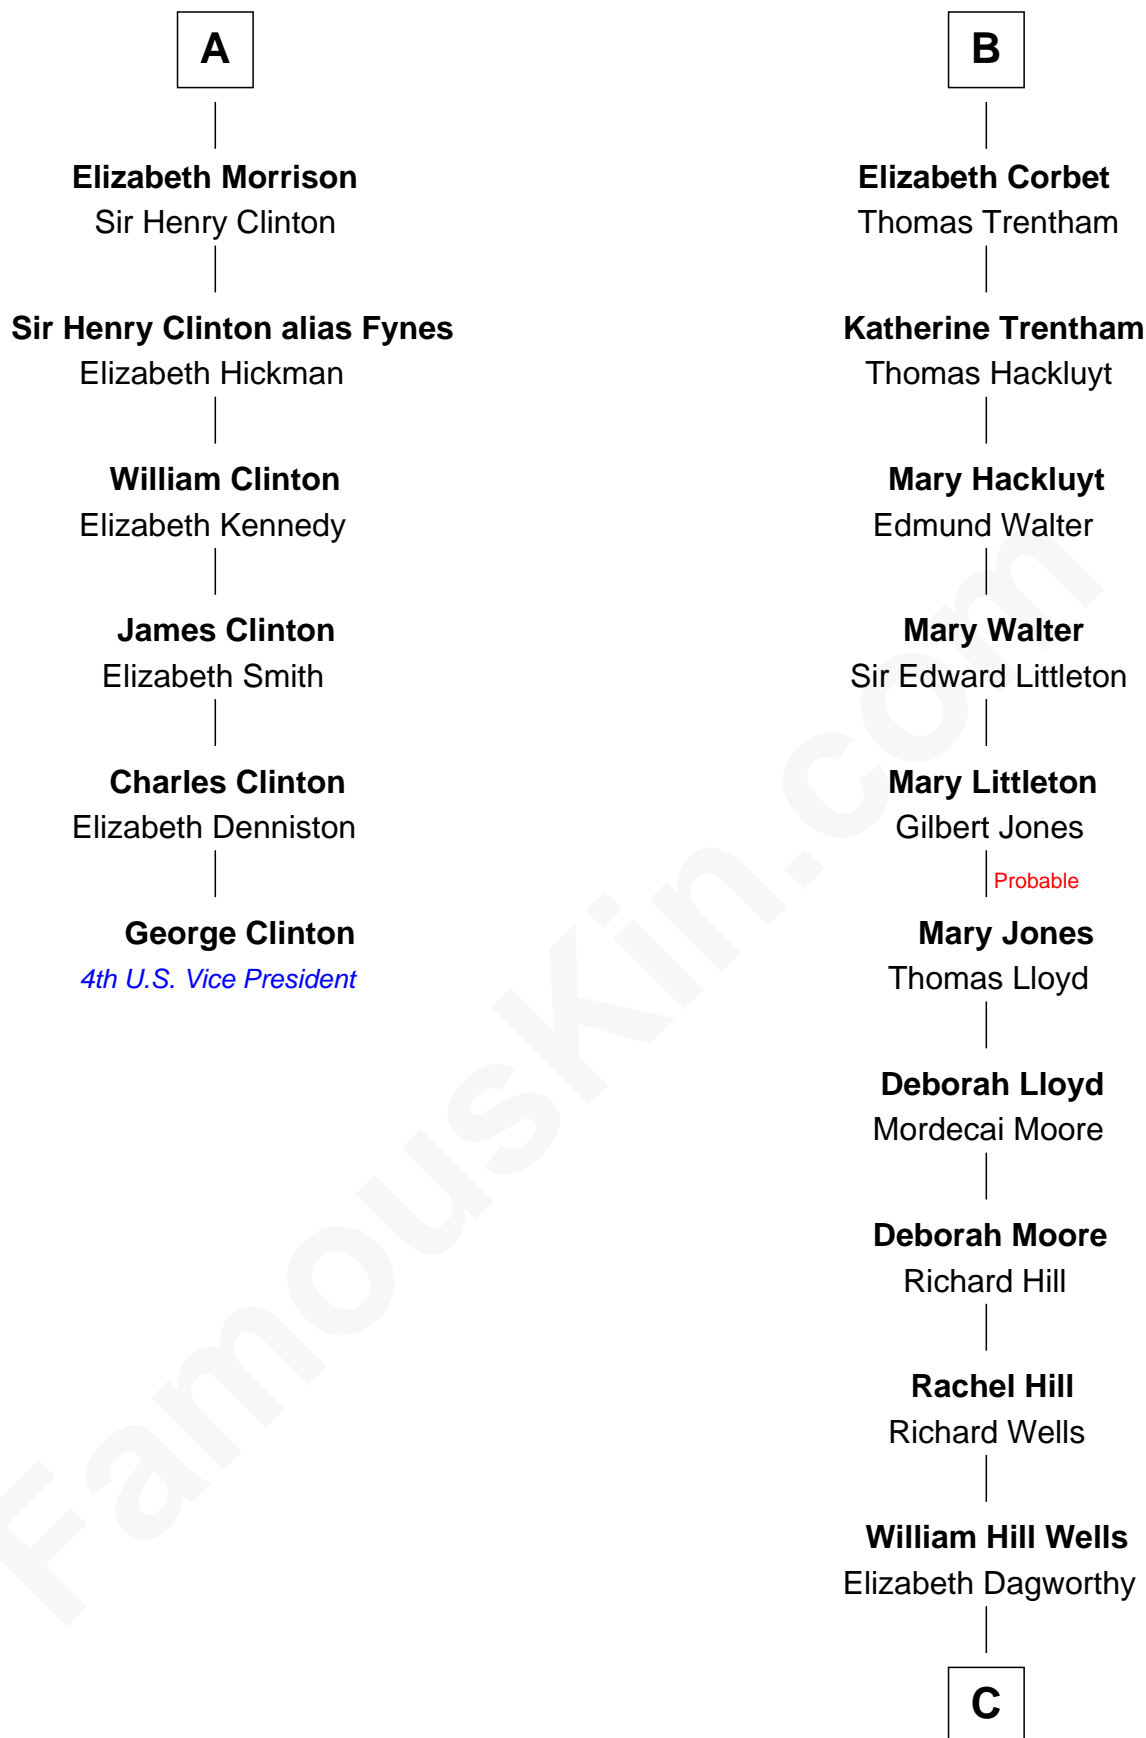 A
Elizabeth Morrison
Sir Henry Clinton
Sir Henry Clinton alias Fynes
Elizabeth Hickman
William Clinton
Elizabeth Kennedy
James Clinton
Elizabeth Smith
Charles Clinton
Elizabeth Denniston
George Clinton
4th U.S. Vice President
B
Elizabeth Corbet
Thomas Trentham
Katherine Trentham
Thomas Hackluyt
Mary Hackluyt
Edmund Walter
Mary Walter
Sir Edward Littleton
Mary Littleton
Gilbert Jones
Probable
Mary Jones
Thomas Lloyd
Deborah Lloyd
Mordecai Moore
Deborah Moore
Richard Hill
Rachel Hill
Richard Wells
William Hill Wells
Elizabeth Dagworthy
C
FamousKin.com